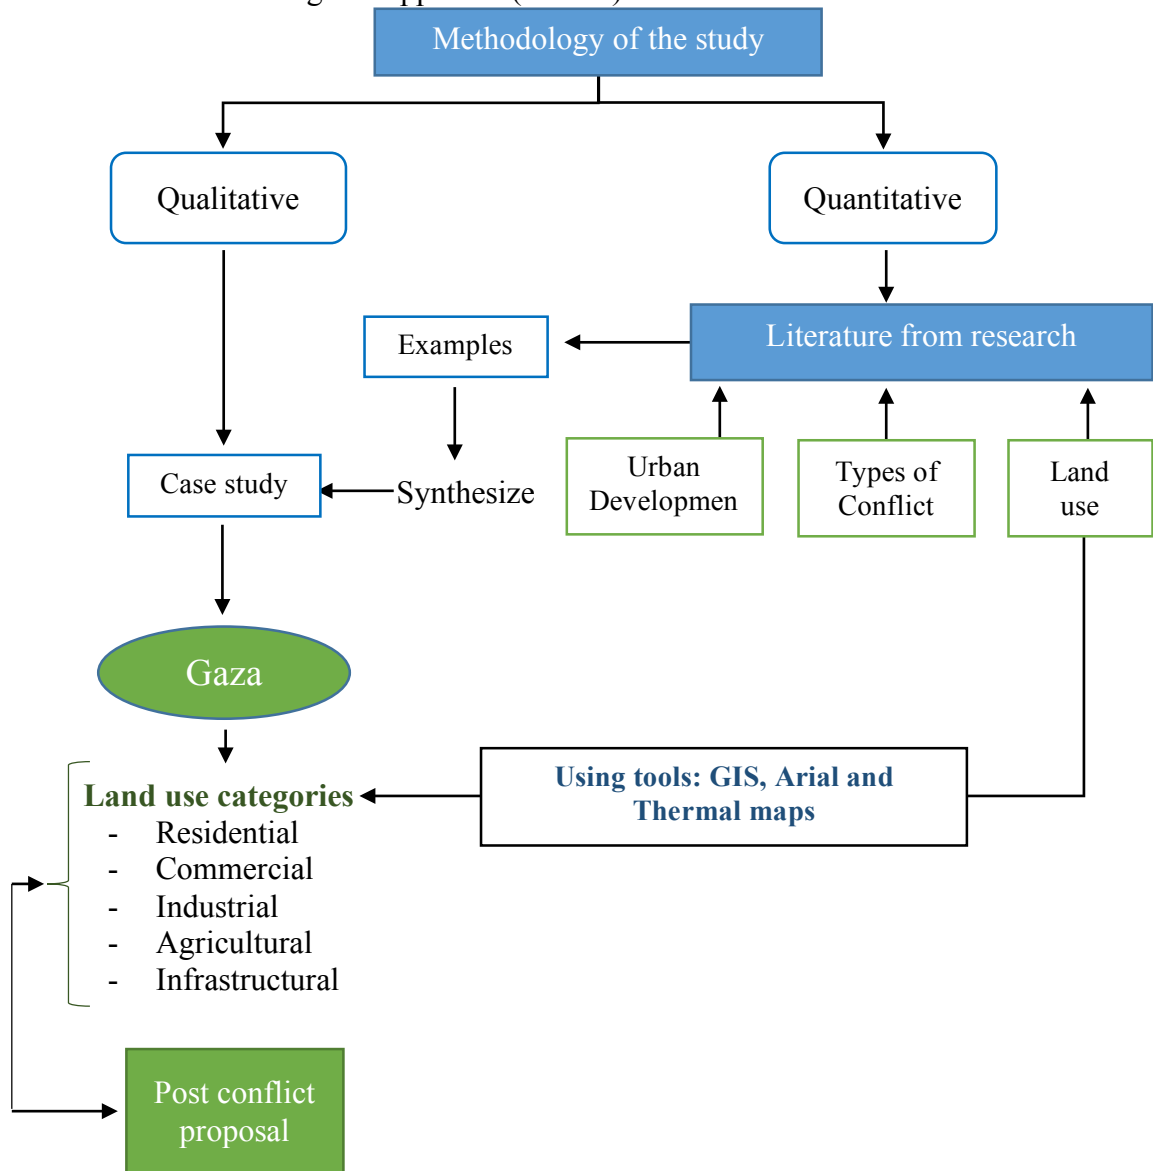 Methodology of the study
Qualitative
Quantitative
Literature from research
Examples
Urban
Developmen
Types of
Conflict
Land
use
Case study
Synthesize
Gaza
Using tools: GIS, Arial and
Thermal maps
Land use categories
- Residential
- Commercial
- Industrial
- Agricultural
- Infrastructural
Post conflict
proposal